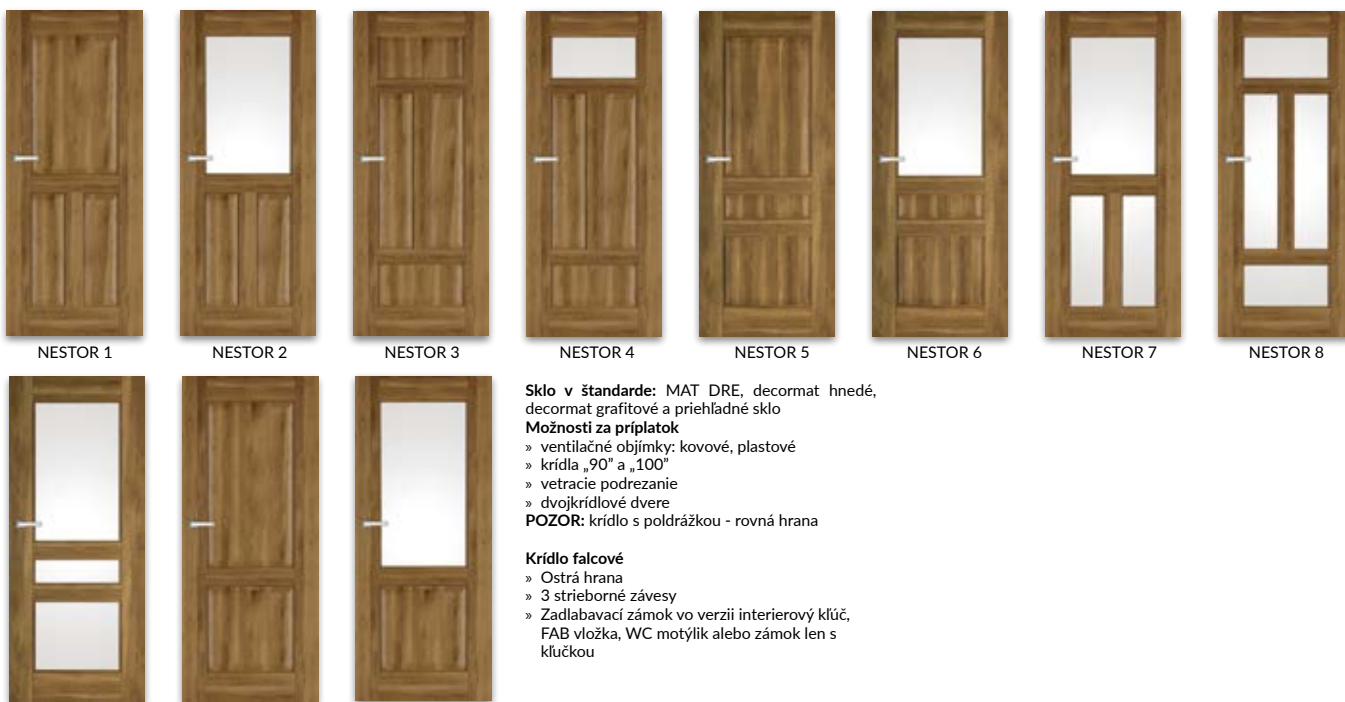 NESTOR 1
NESTOR 2
NESTOR 3
NESTOR 4
NESTOR 5
NESTOR 6
NESTOR 7
NESTOR 8
Sklo v štandarde: MAT DRE, decormat hnedé,
decormat grafitové a priehľadné sklo
Možnosti za príplatok
» ventilačné objímky: kovové, plastové
» krídla „90” a „100”
» vetracie podrezanie
» dvojkrídlové dvere
POZOR: krídlo s poldrážkou - rovná hrana
Krídlo falcové
» Ostrá hrana
» 3 strieborné závesy
» Zadlabavací zámok vo verzii interierový kľúč,
FAB vložka, WC motýlik alebo zámok len s
kľučkou